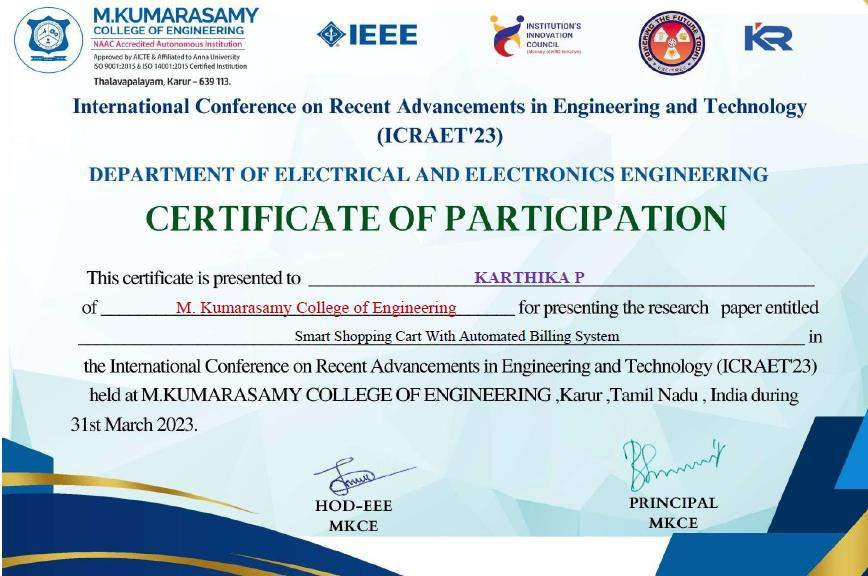 M.KUMARASAMY
COLLEGE OF ENGINEERING
NAAC Accredited Autonomous Institution
Approved by AICTE & Affiliated to Anna University
ISO 9001:2015 & ISO 14001:2015 Certified Institution
Thalavapalayam, Karur – 639 113.
IEEE
INSTITUTION'S
INNOVATION
COUNCIL
(Ministry of HRD Initiative)
POWERING THE FUTURE TODAY
KR
International Conference on Recent Advancements in Engineering and Technology
(ICRAET'23)
DEPARTMENT OF ELECTRICAL AND ELECTRONICS ENGINEERING
CERTIFICATE OF PARTICIPATION
This certificate is presented to KARTHIKA P
of M. Kumarasamy College of Engineering for presenting the research paper entitled
Smart Shopping Cart With Automated Billing System in
the International Conference on Recent Advancements in Engineering and Technology (ICRAET'23)
held at M.KUMARASAMY COLLEGE OF ENGINEERING ,Karur ,Tamil Nadu , India during
31st March 2023.
HOD-EEE
MKCE
PRINCIPAL
MKCE